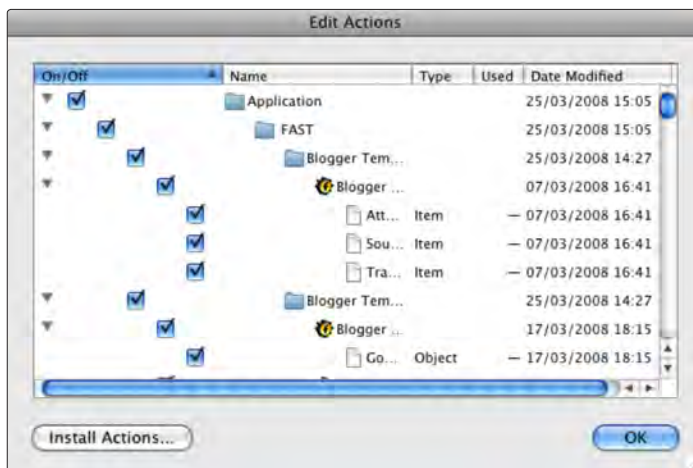 Edit Actions
On/Off Name Type Used Date Modified
Application 25/03/2008 15:05
FAST 25/03/2008 15:05
Blogger Tem... 25/03/2008 14:27
Blogger ... 07/03/2008 16:41
Att... Item — 07/03/2008 16:41
Sou... Item — 07/03/2008 16:41
Tra... Item — 07/03/2008 16:41
Blogger Tem... 25/03/2008 14:27
Blogger ... 17/03/2008 18:15
Go... Object — 17/03/2008 18:15
Install Actions... OK